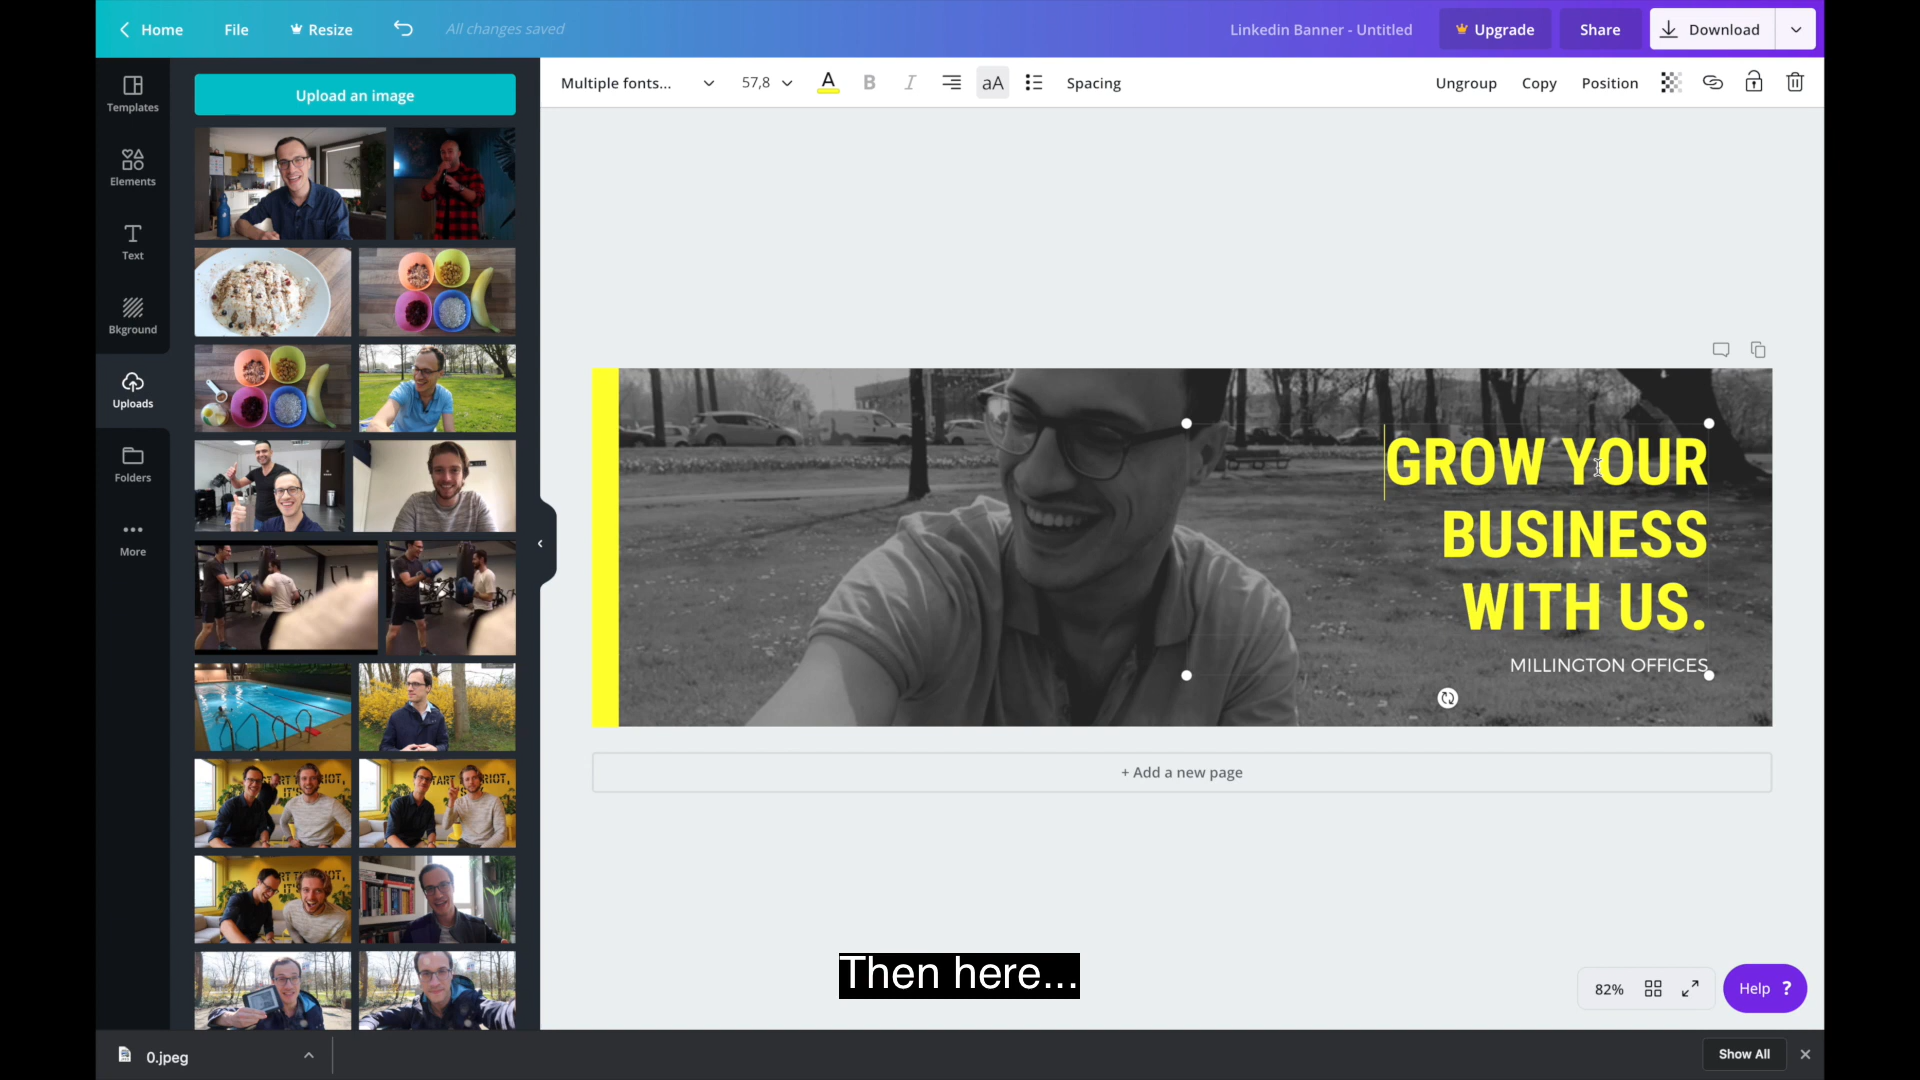 Home
File
Resize
All changes saved
Linkedin Banner - Untitled
Upgrade
Share
Download
Templates
Elements
Text
Bkground
Uploads
Folders
More
Upload an image
Multiple fonts...
57,8
A
B
I
aA
Spacing
Ungroup
Copy
Position
GROW YOUR
BUSINESS
WITH US.
MILLINGTON OFFICES
+ Add a new page
Then here...
82%
Help ?
0.jpeg
Show All